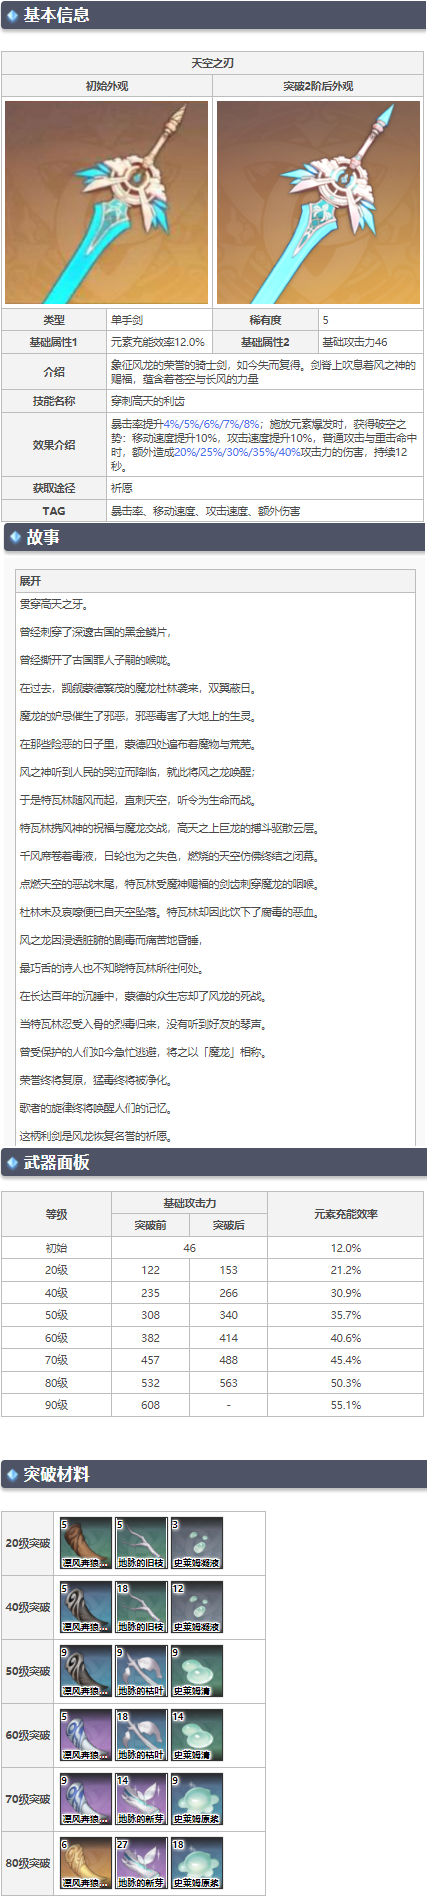 基本信息
天空之刃
初始外观 突破2阶后外观
类型 单手剑 稀有度 5
基础属性1 元素充能效率12.0% 基础属性2 基础攻击力46
介绍 象征风龙的荣誉的骑士剑，如今失而复得。剑脊上吹息着风之神的
赐福，蕴含着苍空与长风的力量
技能名称 穿刺高天的利齿
效果介绍 暴击率提升4%/5%/6%/7%/8%；施放元素爆发时，获得破空之
势：移动速度提升10%，攻击速度提升10%，普通攻击与重击命中
时，额外造成20%/25%/30%/35%/40%攻击力的伤害，持续12
秒。
获取途径 祈愿
TAG 暴击率、移动速度、攻击速度、额外伤害
故事
展开
贯穿高天之牙。
曾经刺穿了深邃古国的黑金鳞片，
曾经撕开了古国罪人子嗣的喉咙。
在过去，觊觎蒙德繁茂的魔龙杜林袭来，双翼蔽日。
魔龙的妒忌催生了邪恶，邪恶毒害了大地上的生灵。
在那些险恶的日子里，蒙德四处遍布着魔物与荒芜。
风之神听到人民的哭泣而降临，就此将风之龙唤醒；
于是特瓦林随风而起，直刺天空，听令为生命而战。
特瓦林携风神的祝福与魔龙交战，高天之上巨龙的搏斗驱散云层。
千风席卷着毒液，日轮也为之失色，燃烧的天空仿佛终结之闭幕。
点燃天空的恶战末尾，特瓦林受魔神赐福的剑齿刺穿魔龙的咽喉。
杜林未及哀嚎便已自天空坠落。特瓦林却因此饮下了腐毒的恶血。
风之龙因浸透脏腑的剧毒而痛苦地昏睡，
最巧舌的诗人也不知晓特瓦林所往何处。
在长达百年的沉睡中，蒙德的众生忘却了风龙的死战。
当特瓦林忍受入骨的烈毒归来，没有听到好友的琴声。
曾受保护的人们如今急忙逃避，将之以「魔龙」相称。
荣誉终将复原，猛毒终将被净化。
歌者的旋律终将唤醒人们的记忆。
这柄利剑是风龙恢复名誉的祈愿。
武器面板
等级 基础攻击力 元素充能效率
突破前 突破后
初始 46 12.0%
20级 122 153 21.2%
40级 235 266 30.9%
50级 308 340 35.7%
60级 382 414 40.6%
70级 457 488 45.4%
80级 532 563 50.3%
90级 608 - 55.1%
突破材料
20级突破 5 凛风奔狼... 5 地脉的旧枝 3 史莱姆凝液
40级突破 5 凛风奔狼... 18 地脉的旧枝 12 史莱姆凝液
50级突破 9 凛风奔狼... 9 地脉的枯叶 9 史莱姆清
60级突破 5 凛风奔狼... 18 地脉的枯叶 14 史莱姆清
70级突破 9 凛风奔狼... 14 地脉的新芽 9 史莱姆原浆
80级突破 6 凛风奔狼... 27 地脉的新芽 18 史莱姆原浆